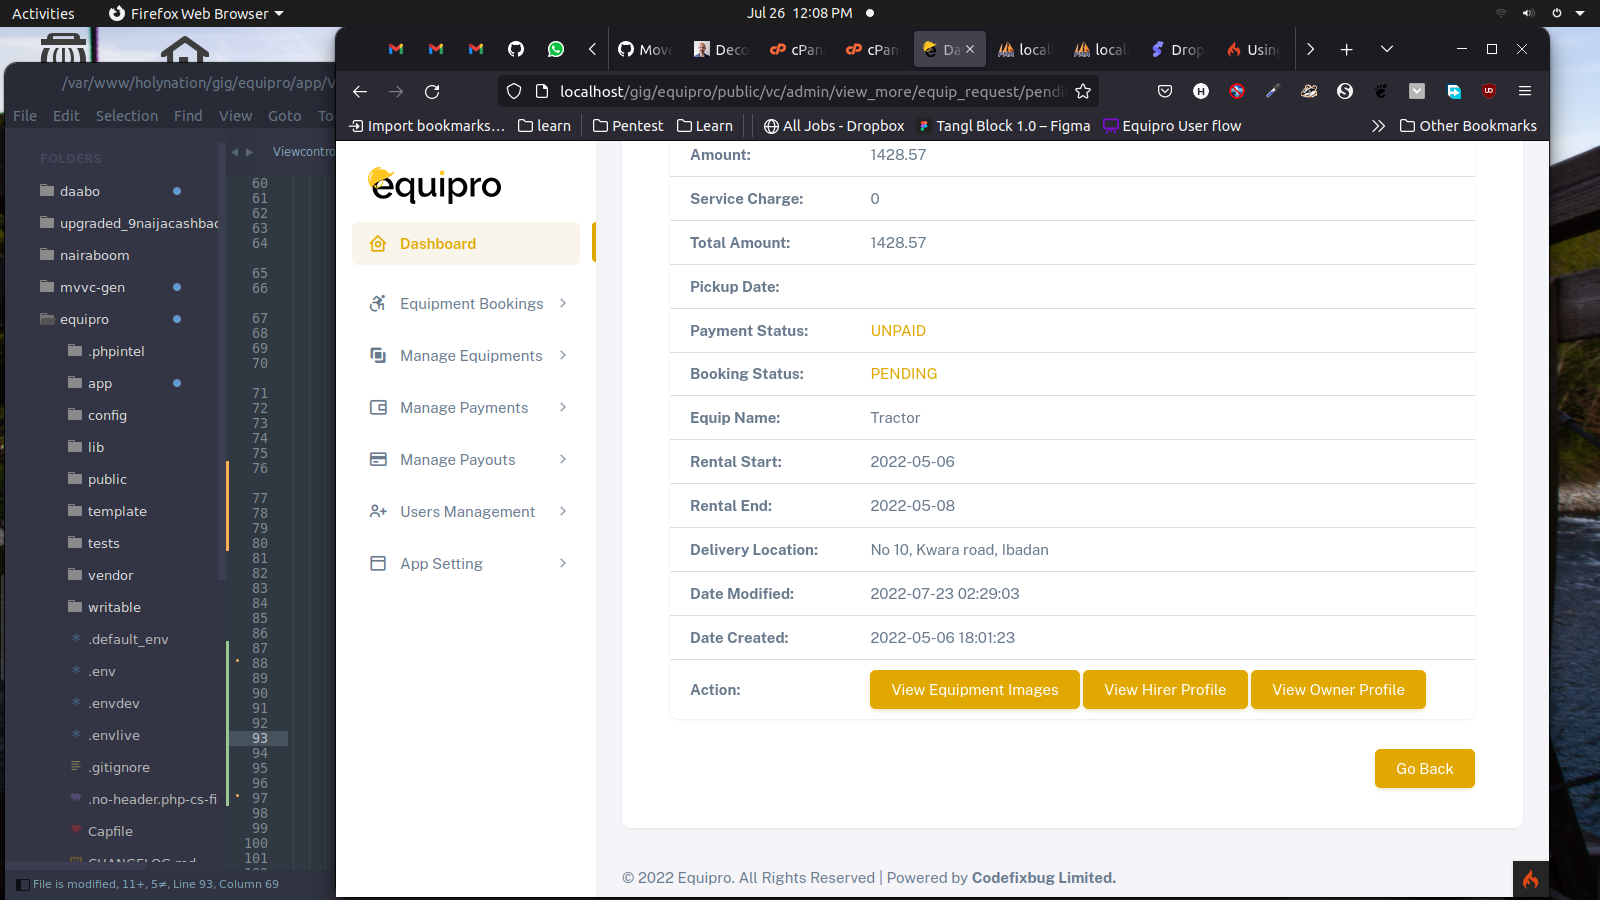 Activities
Firefox Web Browser
Jul 26 12:08 PM
/var/www/holynation/gig/equipro/app/V
File Edit Selection Find View Goto To
FOLDERS
daabo
upgraded_9naijacashbac
nairaboom
mvvc-gen
equipro
.phpintel
app
config
lib
public
template
tests
vendor
writable
.default_env
.env
.envdev
.envlive
.gitignore
.no-header.php-cs-fi
Capfile
CHANGELOG.md
Viewcontro
60
61
62
63
64
65
66
67
68
69
70
71
72
73
74
75
76
77
78
79
80
81
82
83
84
85
86
87
88
89
90
91
92
93
94
95
96
97
98
99
100
101
File is modified, 11+, 5≠, Line 93, Column 69
Move
Deco
cPan
cPan
Da
local
local
Drop
Using
localhost/gig/equipro/public/vc/admin/view_more/equip_request/pendi
Import bookmarks…
learn
Pentest
Learn
All Jobs - Dropbox
Tangl Block 1.0 – Figma
Equipro User flow
Other Bookmarks
equipro
Dashboard
Equipment Bookings
Manage Equipments
Manage Payments
Manage Payouts
Users Management
App Setting
Amount: 1428.57
Service Charge: 0
Total Amount: 1428.57
Pickup Date:
Payment Status: UNPAID
Booking Status: PENDING
Equip Name: Tractor
Rental Start: 2022-05-06
Rental End: 2022-05-08
Delivery Location: No 10, Kwara road, Ibadan
Date Modified: 2022-07-23 02:29:03
Date Created: 2022-05-06 18:01:23
Action: View Equipment Images View Hirer Profile View Owner Profile
Go Back
© 2022 Equipro. All Rights Reserved | Powered by Codefixbug Limited.